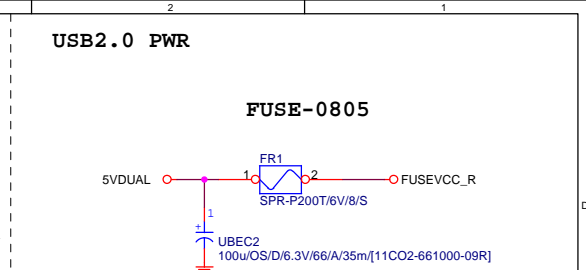 2
1
USB2.0 PWR
FUSE-0805
FR1
5VDUAL
1
2
FUSEVCC_R
SPR-P200T/6V/8/S
D
1
+
UBEC2
100u/OS/D/6.3V/66/A/35m/[11CO2-661000-09R]